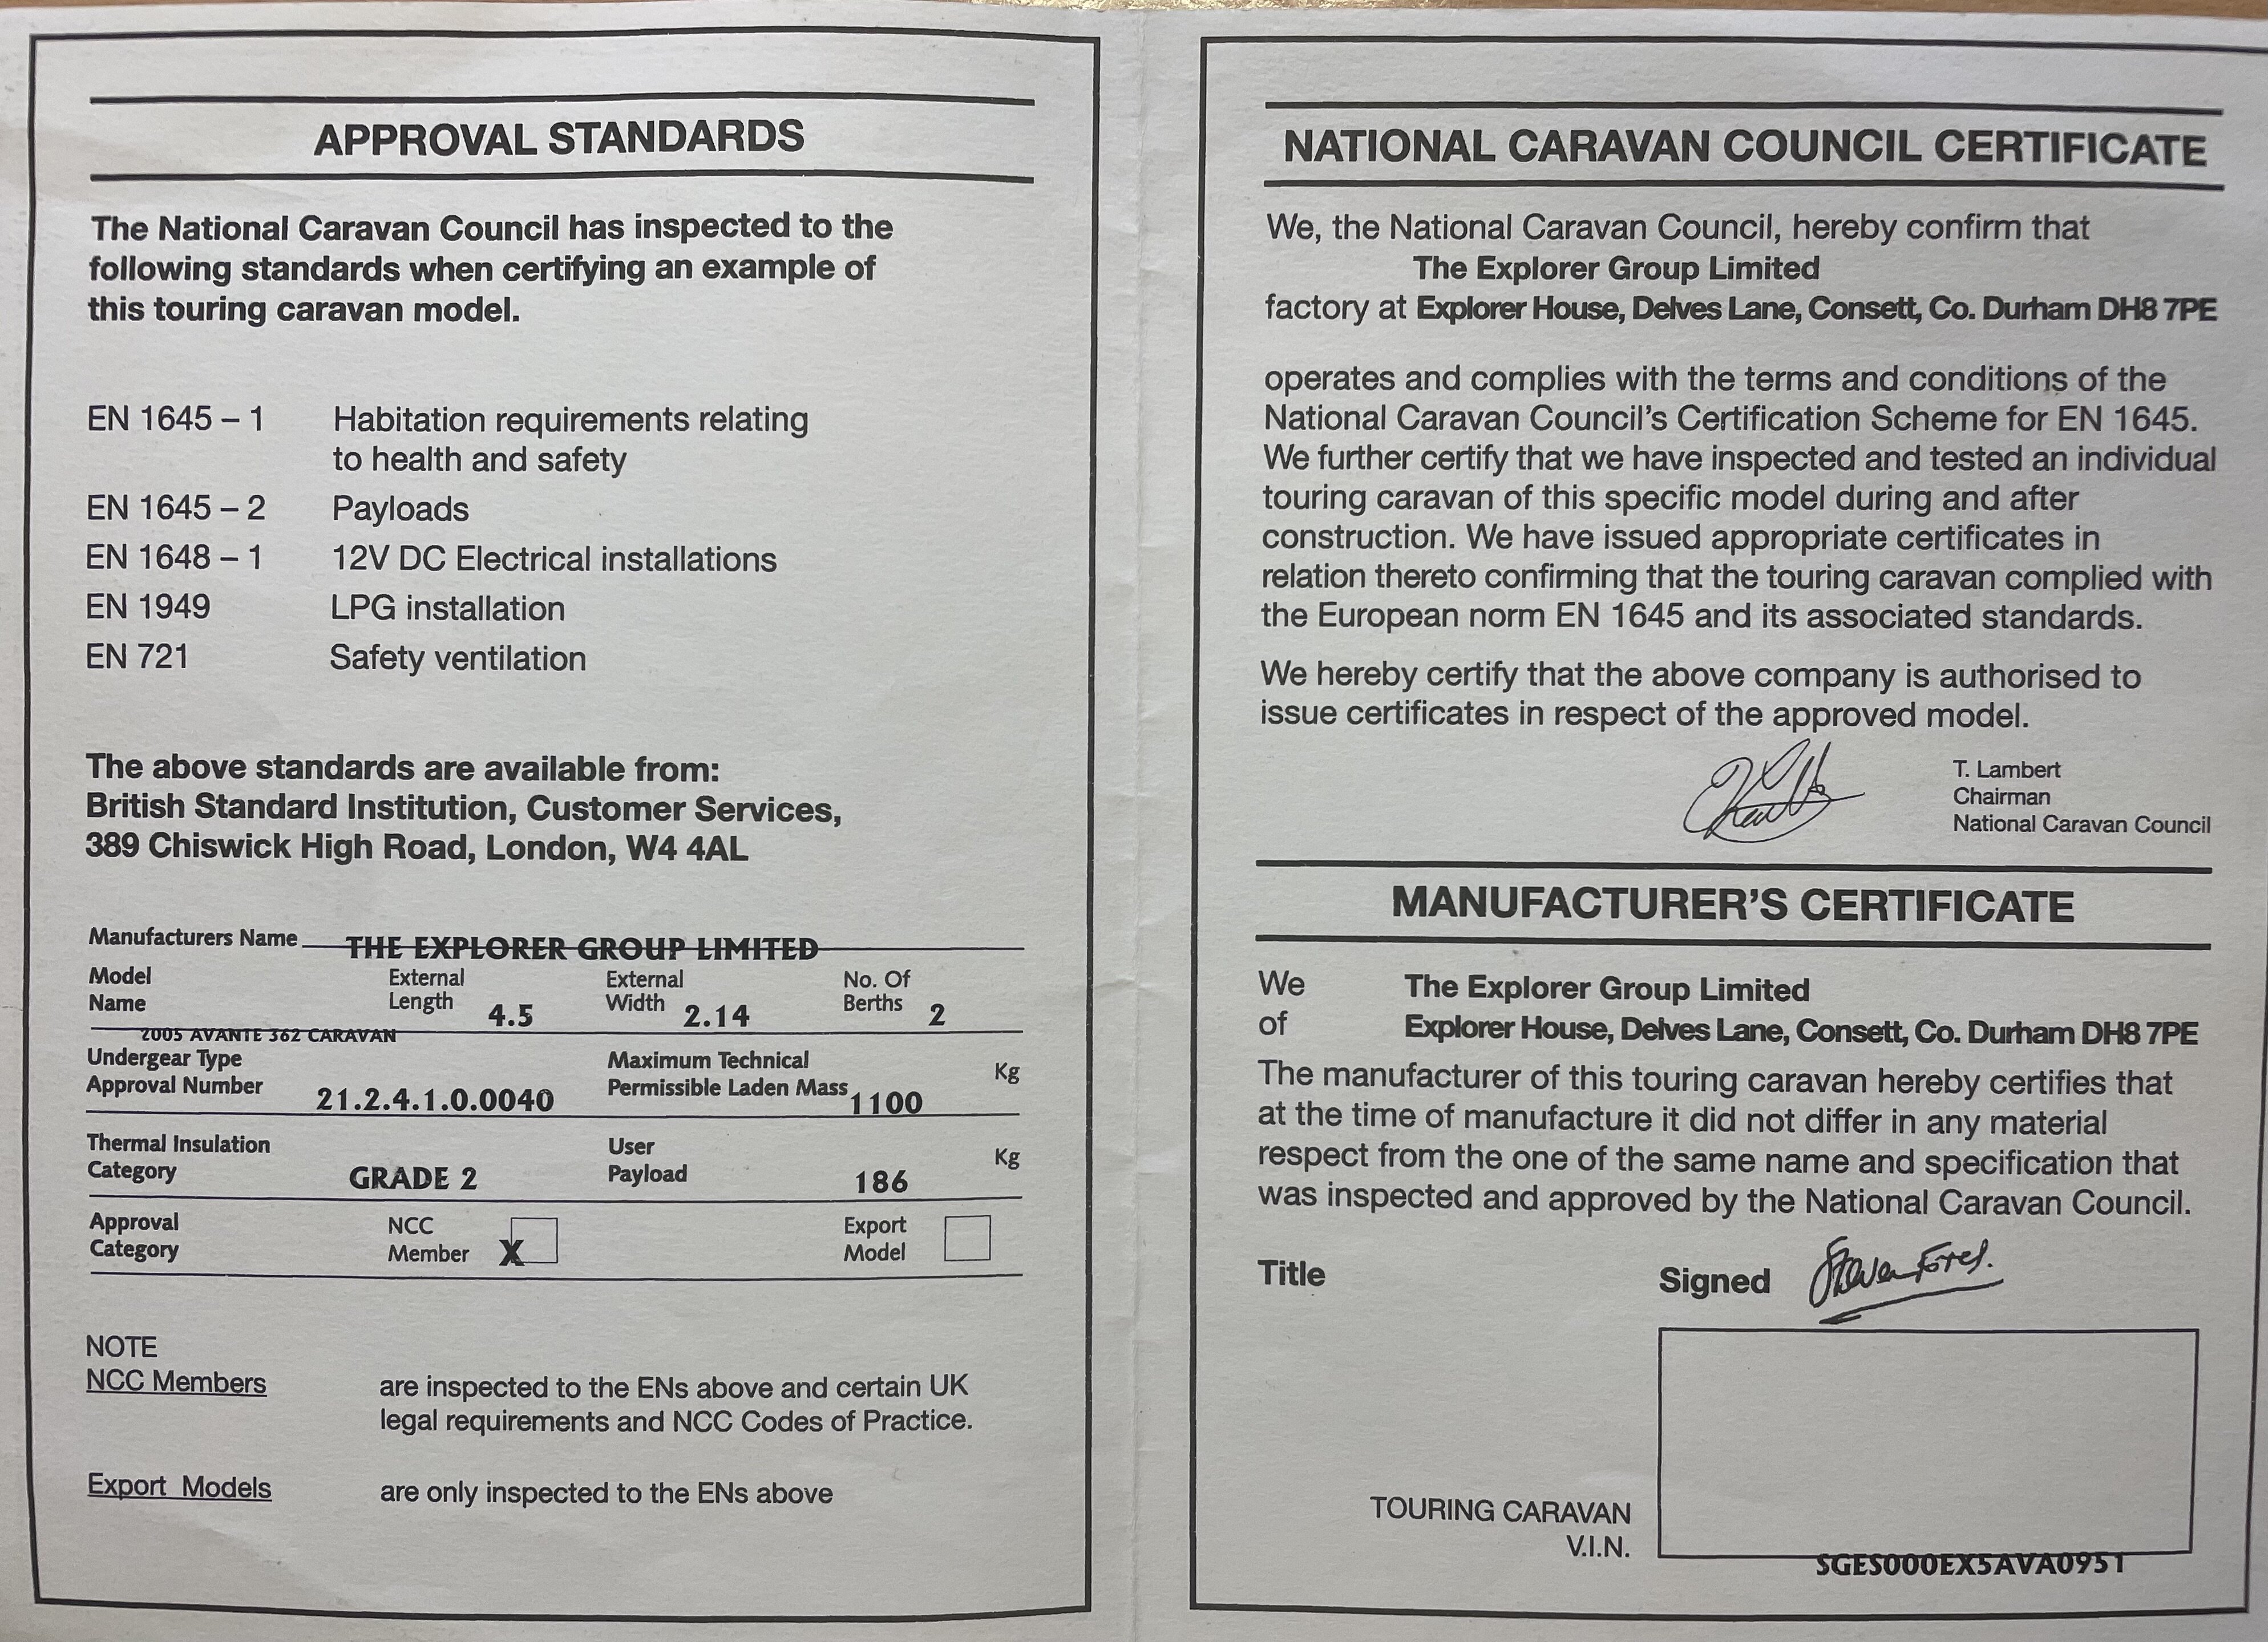 APPROVAL STANDARDS
The National Caravan Council has inspected to the
following standards when certifying an example of
this touring caravan model.
EN 1645 – 1 Habitation requirements relating
to health and safety
EN 1645 – 2 Payloads
EN 1648 – 1 12V DC Electrical installations
EN 1949 LPG installation
EN 721 Safety ventilation
The above standards are available from:
British Standard Institution, Customer Services,
389 Chiswick High Road, London, W4 4AL
Manufacturers Name THE EXPLORER GROUP LIMITED
Model External External No. Of
Name Length 4.5 Width 2.14 Berths 2
2005 AVANTE 362 CARAVAN
Undergear Type Maximum Technical Kg
Approval Number 21.2.4.1.0.0040 Permissible Laden Mass 1100
Thermal Insulation User Kg
Category GRADE 2 Payload 186
Approval NCC Export
Category Member X Model
NOTE
NCC Members are inspected to the ENs above and certain UK
legal requirements and NCC Codes of Practice.
Export Models are only inspected to the ENs above
NATIONAL CARAVAN COUNCIL CERTIFICATE
We, the National Caravan Council, hereby confirm that
The Explorer Group Limited
factory at Explorer House, Delves Lane, Consett, Co. Durham DH8 7PE
operates and complies with the terms and conditions of the
National Caravan Council's Certification Scheme for EN 1645.
We further certify that we have inspected and tested an individual
touring caravan of this specific model during and after
construction. We have issued appropriate certificates in
relation thereto confirming that the touring caravan complied with
the European norm EN 1645 and its associated standards.
We hereby certify that the above company is authorised to
issue certificates in respect of the approved model.
T. Lambert
Chairman
National Caravan Council
MANUFACTURER'S CERTIFICATE
We The Explorer Group Limited
of Explorer House, Delves Lane, Consett, Co. Durham DH8 7PE
The manufacturer of this touring caravan hereby certifies that
at the time of manufacture it did not differ in any material
respect from the one of the same name and specification that
was inspected and approved by the National Caravan Council.
Title Signed
TOURING CARAVAN
V.I.N.
SGES000EX5AVA0951